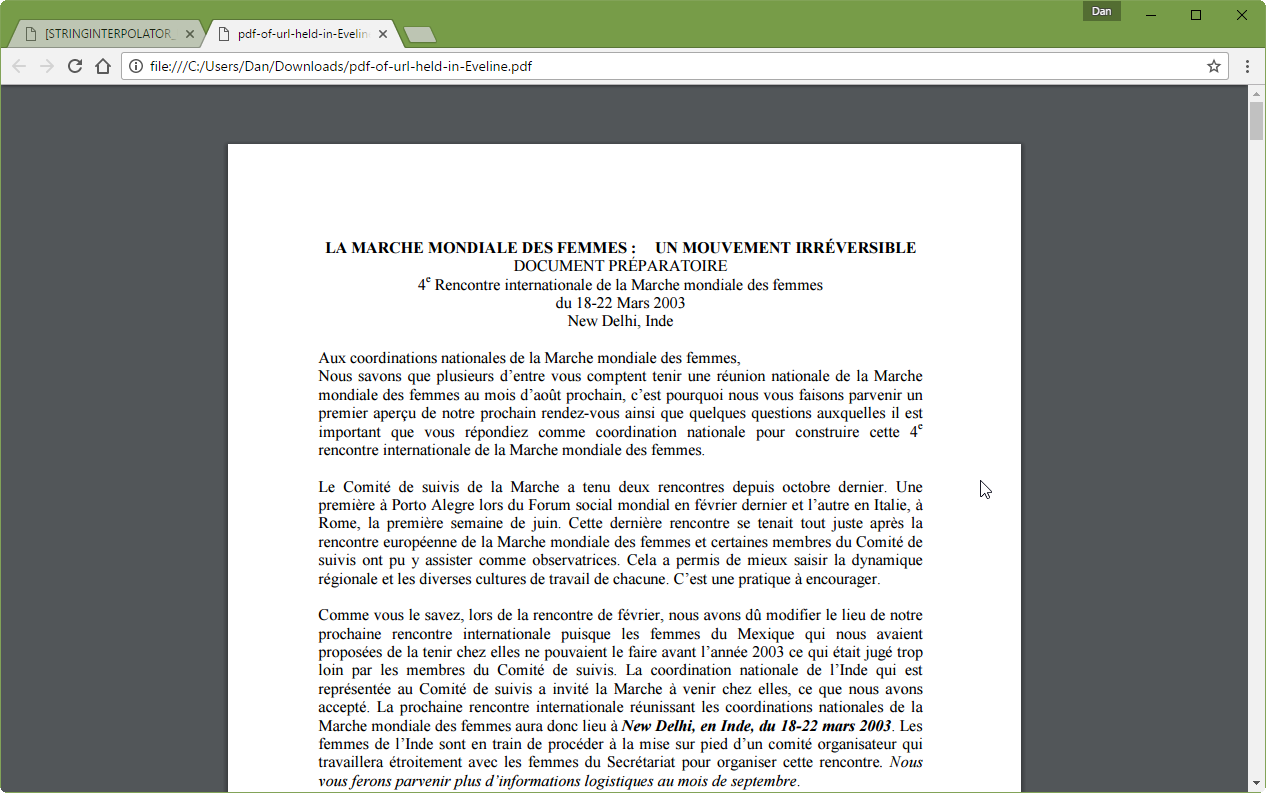 Dan
[STRINGINTERPOLATOR_
pdf-of-url-held-in-Eveline
file:///C:/Users/Dan/Downloads/pdf-of-url-held-in-Eveline.pdf
LA MARCHE MONDIALE DES FEMMES : UN MOUVEMENT IRRÉVERSIBLE
DOCUMENT PRÉPARATOIRE
4e Rencontre internationale de la Marche mondiale des femmes
du 18-22 Mars 2003
New Delhi, Inde
Aux coordinations nationales de la Marche mondiale des femmes,
Nous savons que plusieurs d’entre vous comptent tenir une réunion nationale de la Marche
mondiale des femmes au mois d’août prochain, c’est pourquoi nous vous faisons parvenir un
premier aperçu de notre prochain rendez-vous ainsi que quelques questions auxquelles il est
important que vous répondiez comme coordination nationale pour construire cette 4e
rencontre internationale de la Marche mondiale des femmes.
Le Comité de suivis de la Marche a tenu deux rencontres depuis octobre dernier. Une
première à Porto Alegre lors du Forum social mondial en février dernier et l’autre en Italie, à
Rome, la première semaine de juin. Cette dernière rencontre se tenait tout juste après la
rencontre européenne de la Marche mondiale des femmes et certaines membres du Comité de
suivis ont pu y assister comme observatrices. Cela a permis de mieux saisir la dynamique
régionale et les diverses cultures de travail de chacune. C’est une pratique à encourager.
Comme vous le savez, lors de la rencontre de février, nous avons dû modifier le lieu de notre
prochaine rencontre internationale puisque les femmes du Mexique qui nous avaient
proposées de la tenir chez elles ne pouvaient le faire avant l’année 2003 ce qui était jugé trop
loin par les membres du Comité de suivis. La coordination nationale de l’Inde qui est
représentée au Comité de suivis a invité la Marche à venir chez elles, ce que nous avons
accepté. La prochaine rencontre internationale réunissant les coordinations nationales de la
Marche mondiale des femmes aura donc lieu à New Delhi, en Inde, du 18-22 mars 2003. Les
femmes de l’Inde sont en train de procéder à la mise sur pied d’un comité organisateur qui
travaillera étroitement avec les femmes du Secrétariat pour organiser cette rencontre. Nous
vous ferons parvenir plus d’informations logistiques au mois de septembre.